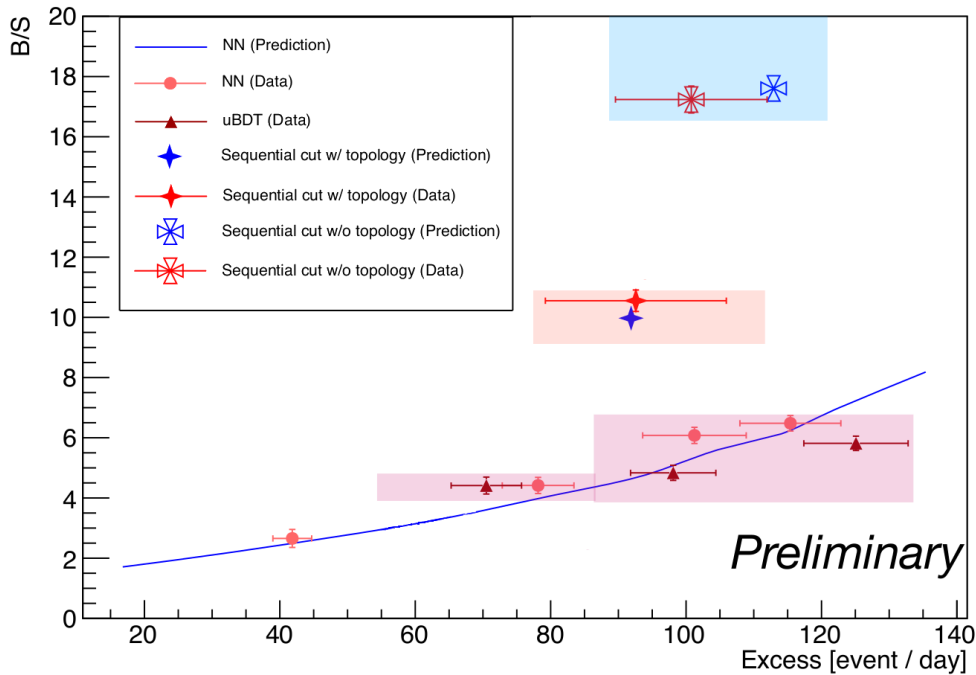 B/S
20
18
16
14
12
10
8
6
4
2
0
NN (Prediction)
NN (Data)
uBDT (Data)
Sequential cut w/ topology (Prediction)
Sequential cut w/ topology (Data)
Sequential cut w/o topology (Prediction)
Sequential cut w/o topology (Data)
Preliminary
20 40 60 80 100 120 140
Excess [event / day]